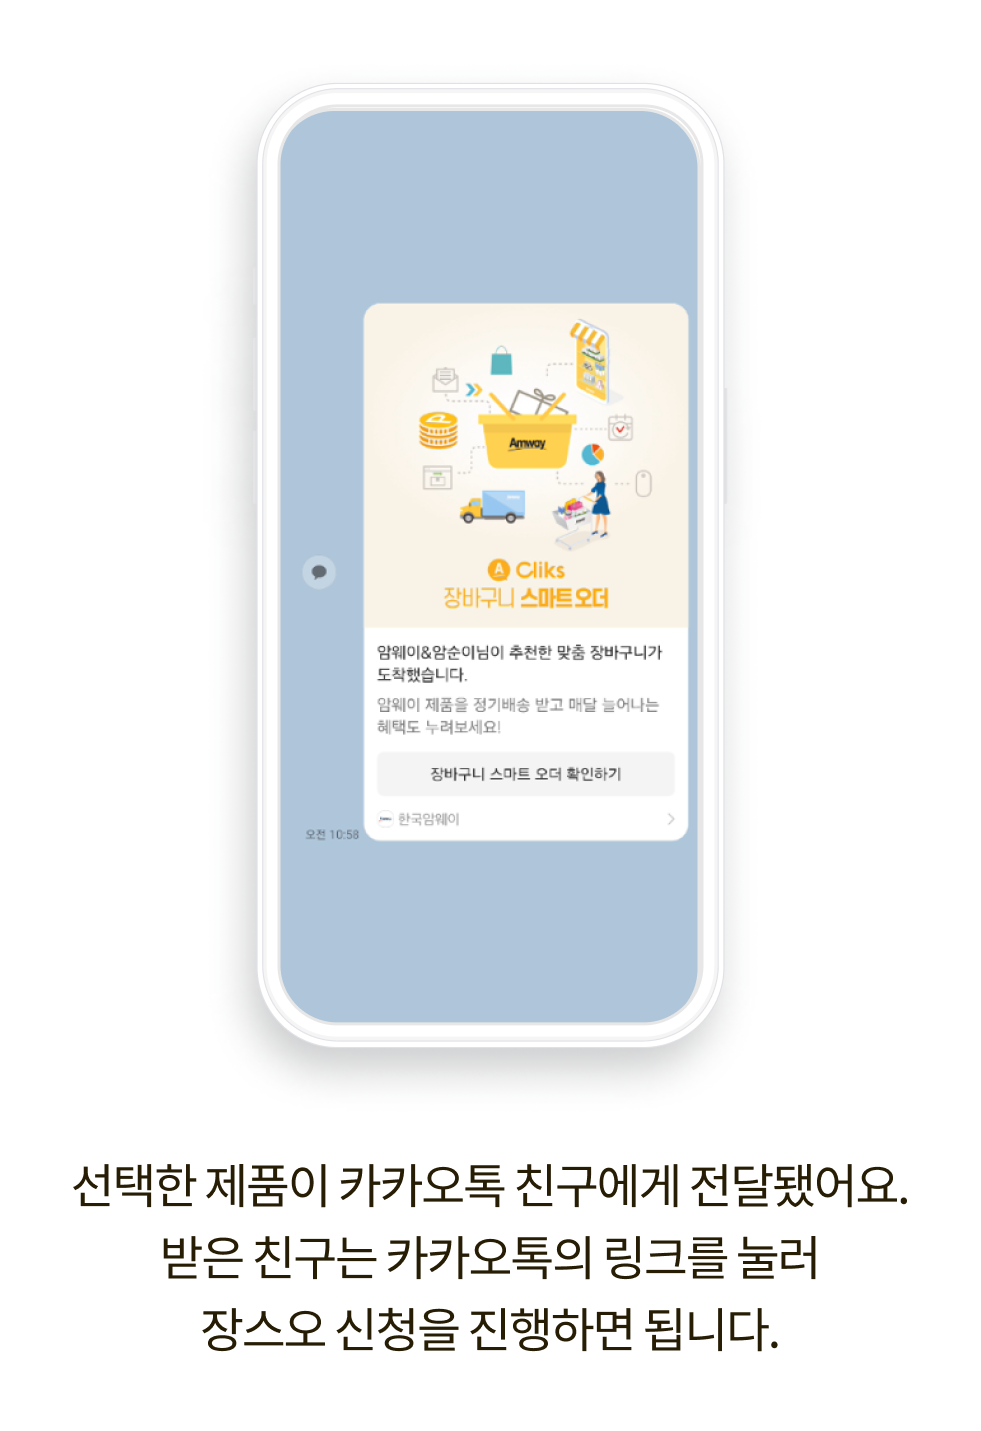 Amway
A Cliks
장바구니 스마트오더
암웨이&암순이님이 추천한 맞춤 장바구니가
도착했습니다.
암웨이 제품을 정기배송 받고 매달 늘어나는
혜택도 누려보세요!
장바구니 스마트 오더 확인하기
한국암웨이
오전 10:58
선택한 제품이 카카오톡 친구에게 전달됐어요.
받은 친구는 카카오톡의 링크를 눌러
장스오 신청을 진행하면 됩니다.